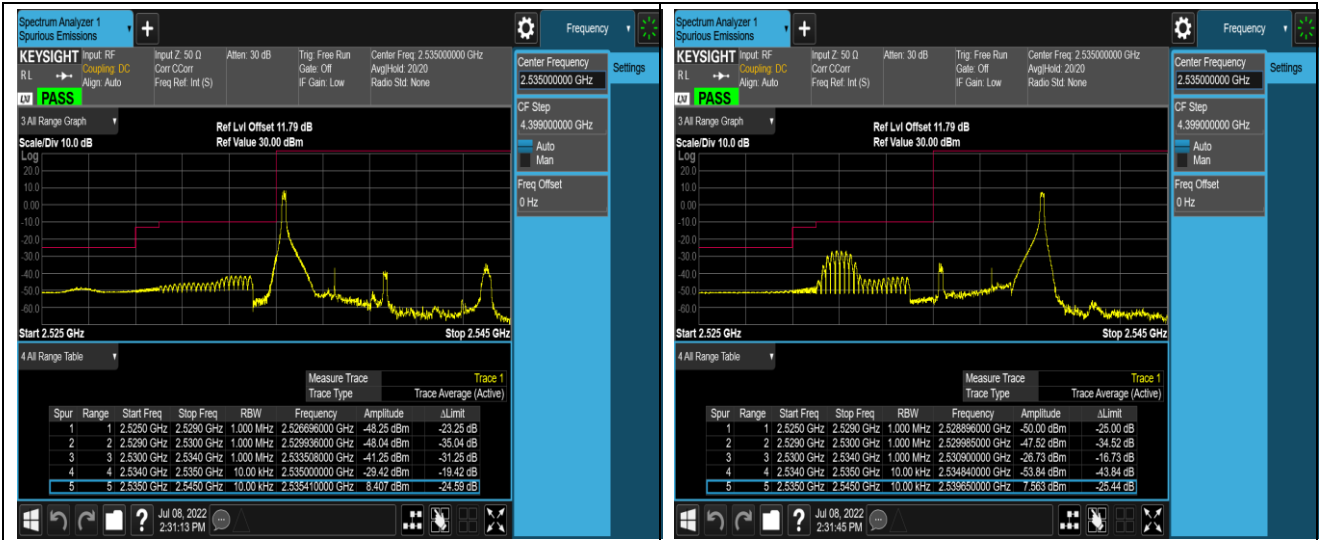 Spectrum Analyzer 1
Spurious Emissions
Frequency
KEYSIGHT Input: RF Input Z: 50 Ω Atten: 30 dB Trig: Free Run Center Freq: 2.535000000 GHz
Coupling: DC Corr CCorr Gate: Off Avg|Hold: 20/20
RL Align: Auto Freq Ref: Int (S) IF Gain: Low Radio Std: None
LXI PASS
Center Frequency
2.535000000 GHz
Settings
CF Step
4.399000000 GHz
Auto
Man
Freq Offset
0 Hz
3 All Range Graph
Ref Lvl Offset 11.79 dB
Scale/Div 10.0 dB Ref Value 30.00 dBm
Log
20.0
10.0
0.00
-10.0
-20.0
-30.0
-40.0
-50.0
-60.0
Start 2.525 GHz Stop 2.545 GHz
4 All Range Table
Measure Trace Trace 1
Trace Type Trace Average (Active)
Spur Range Start Freq Stop Freq RBW Frequency Amplitude ΔLimit
1 1 2.5250 GHz 2.5290 GHz 1.000 MHz 2.526696000 GHz -48.25 dBm -23.25 dB
2 2 2.5290 GHz 2.5300 GHz 1.000 MHz 2.529936000 GHz -48.04 dBm -35.04 dB
3 3 2.5300 GHz 2.5340 GHz 1.000 MHz 2.533508000 GHz -41.25 dBm -31.25 dB
4 4 2.5340 GHz 2.5350 GHz 10.00 kHz 2.535000000 GHz -29.42 dBm -19.42 dB
5 5 2.5350 GHz 2.5450 GHz 10.00 kHz 2.535410000 GHz 8.407 dBm -24.59 dB
Jul 08, 2022
2:31:13 PM
Spectrum Analyzer 1
Spurious Emissions
Frequency
KEYSIGHT Input: RF Input Z: 50 Ω Atten: 30 dB Trig: Free Run Center Freq: 2.535000000 GHz
Coupling: DC Corr CCorr Gate: Off Avg|Hold: 20/20
RL Align: Auto Freq Ref: Int (S) IF Gain: Low Radio Std: None
LXI PASS
Center Frequency
2.535000000 GHz
Settings
CF Step
4.399000000 GHz
Auto
Man
Freq Offset
0 Hz
3 All Range Graph
Ref Lvl Offset 11.79 dB
Scale/Div 10.0 dB Ref Value 30.00 dBm
Log
20.0
10.0
0.00
-10.0
-20.0
-30.0
-40.0
-50.0
-60.0
Start 2.525 GHz Stop 2.545 GHz
4 All Range Table
Measure Trace Trace 1
Trace Type Trace Average (Active)
Spur Range Start Freq Stop Freq RBW Frequency Amplitude ΔLimit
1 1 2.5250 GHz 2.5290 GHz 1.000 MHz 2.528896000 GHz -50.00 dBm -25.00 dB
2 2 2.5290 GHz 2.5300 GHz 1.000 MHz 2.529985000 GHz -47.52 dBm -34.52 dB
3 3 2.5300 GHz 2.5340 GHz 1.000 MHz 2.530900000 GHz -26.73 dBm -16.73 dB
4 4 2.5340 GHz 2.5350 GHz 10.00 kHz 2.534840000 GHz -53.84 dBm -43.84 dB
5 5 2.5350 GHz 2.5450 GHz 10.00 kHz 2.539650000 GHz 7.563 dBm -25.44 dB
Jul 08, 2022
2:31:45 PM